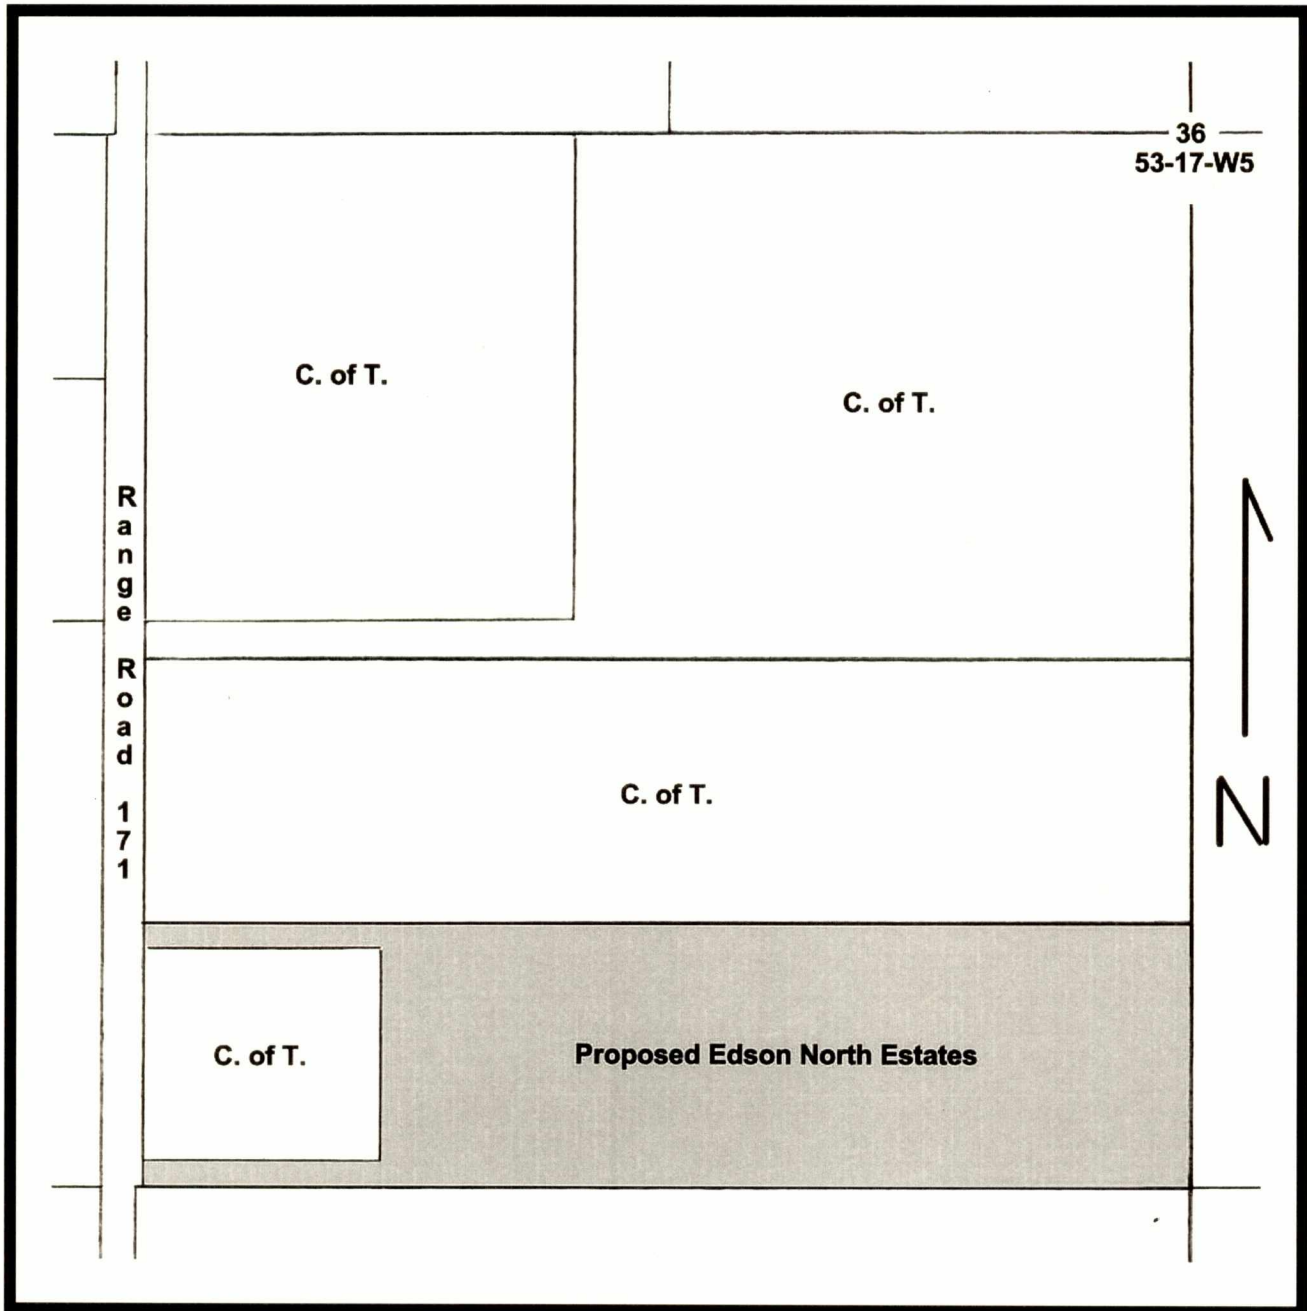 36
53-17-W5
C. of T.
C. of T.
Range Road 171
C. of T.
C. of T.
Proposed Edson North Estates
N